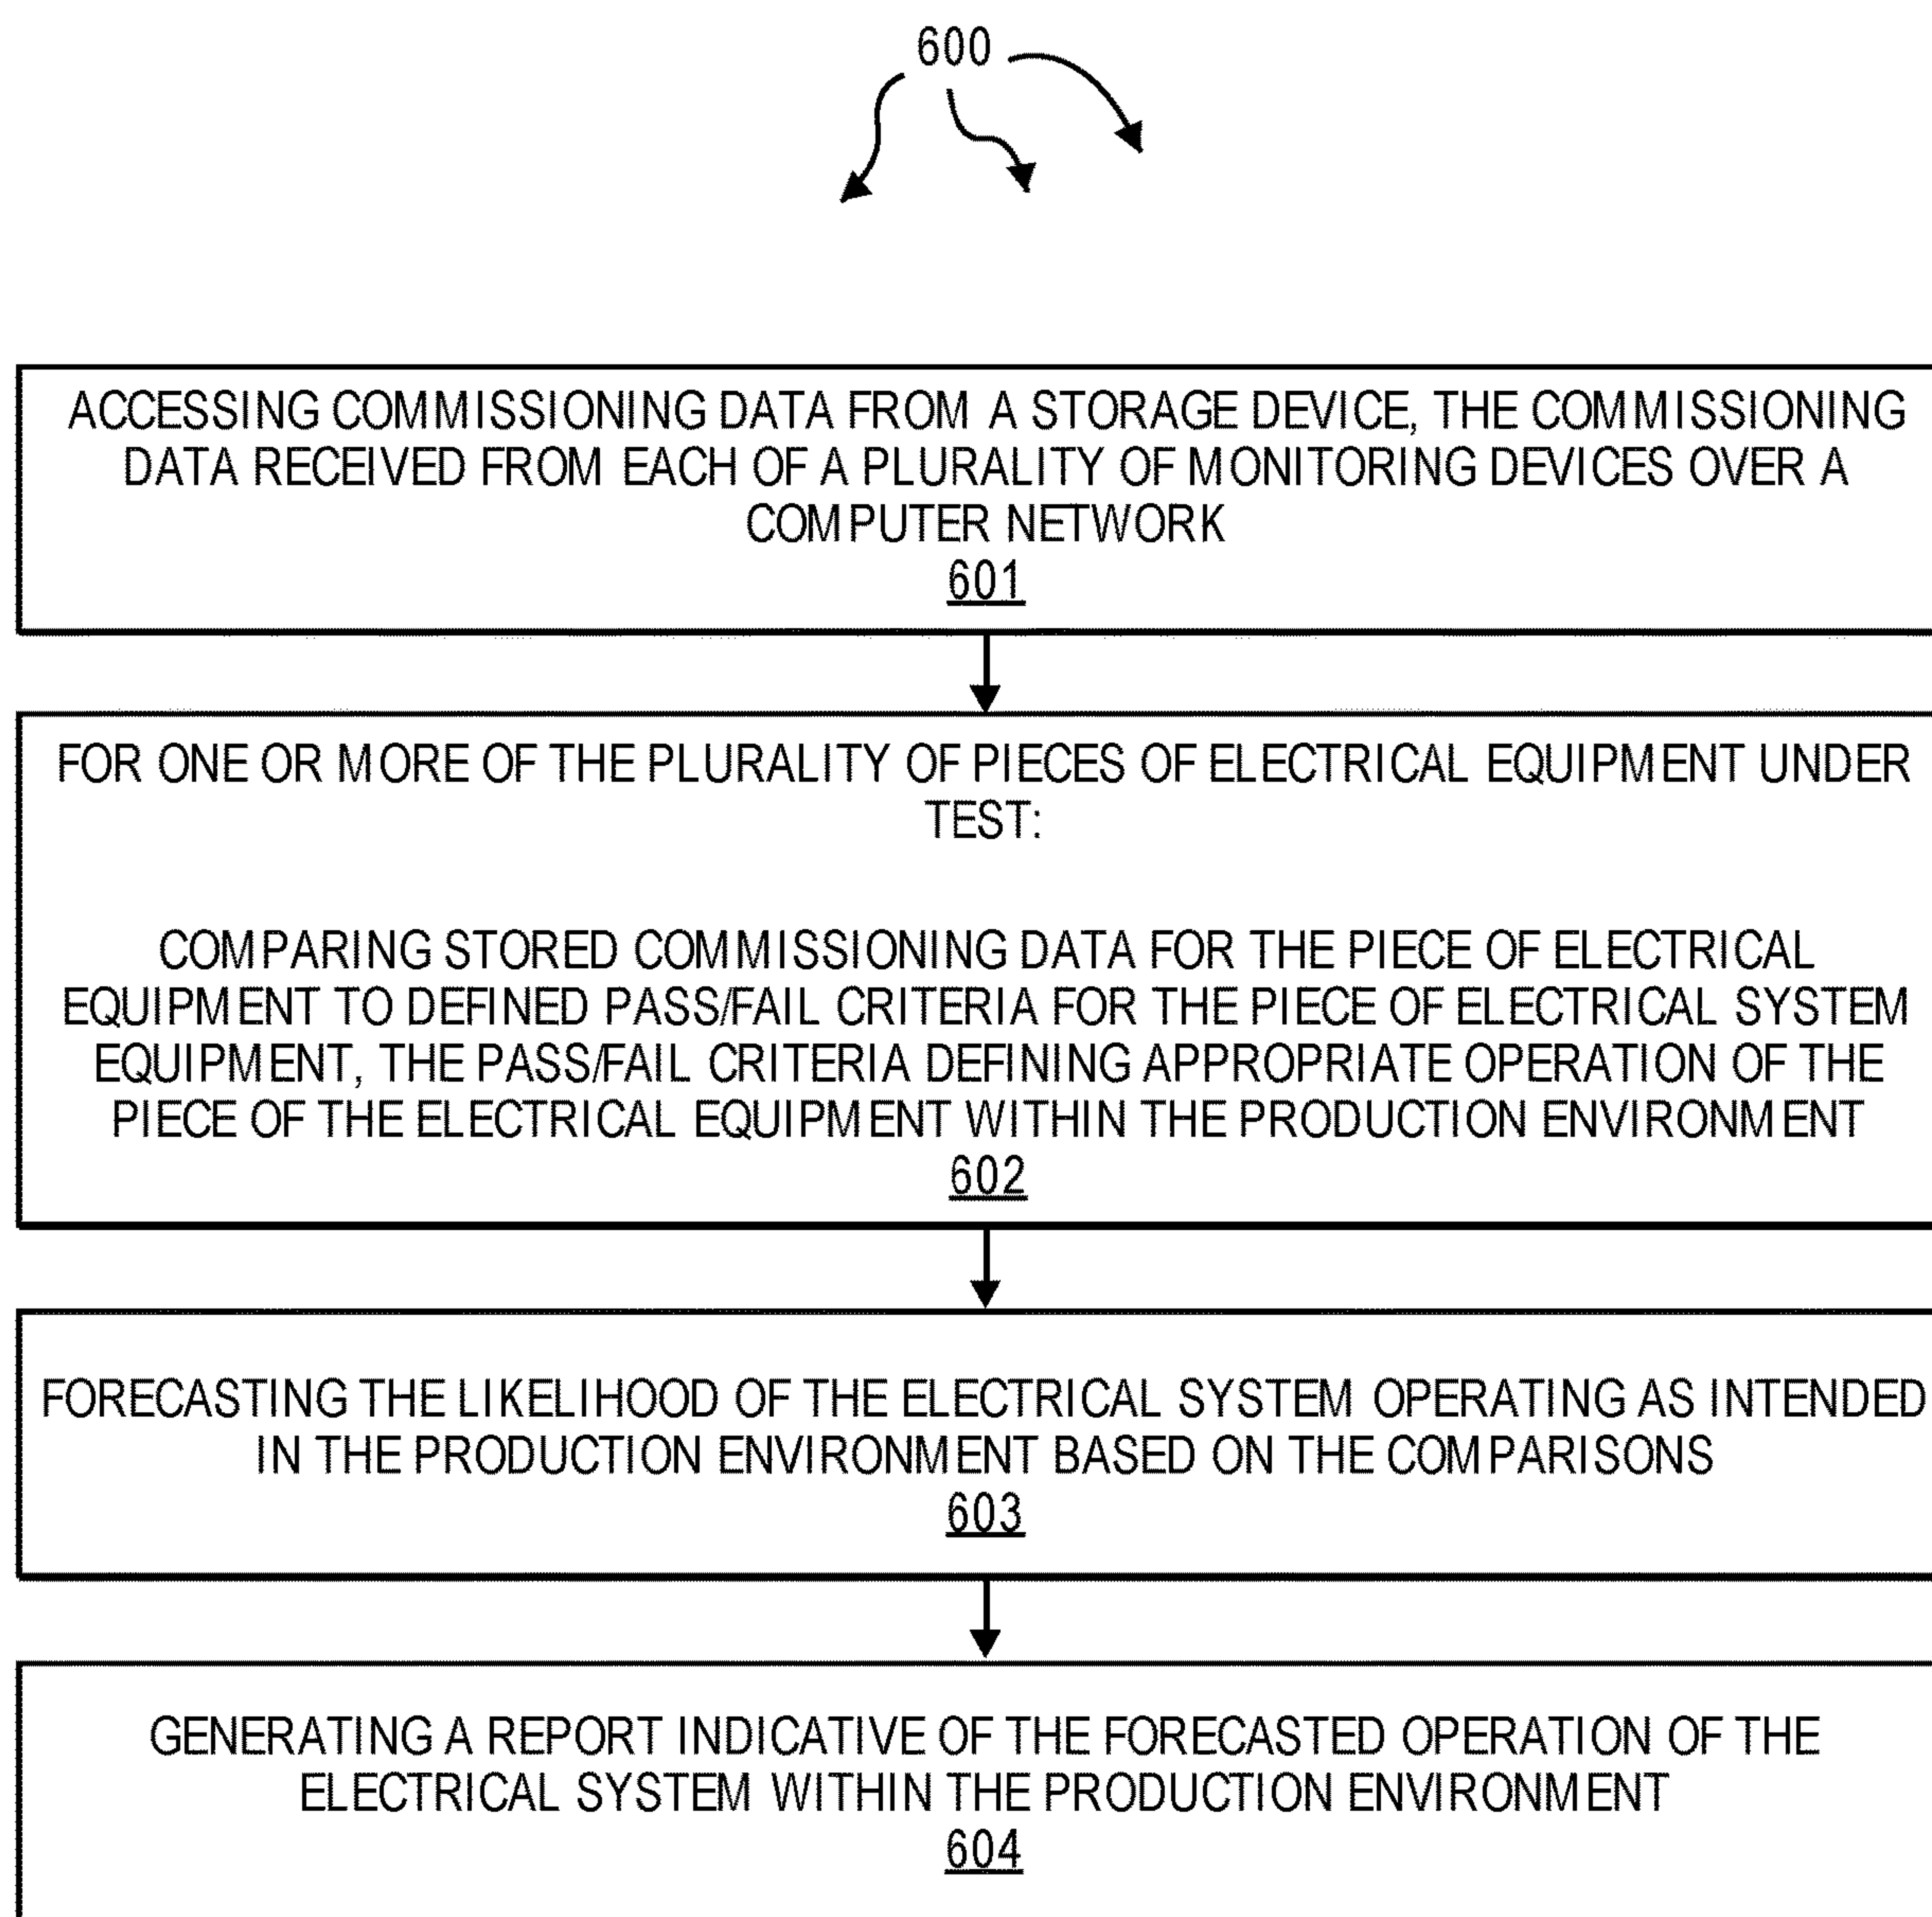 600
ACCESSING COMMISSIONING DATA FROM A STORAGE DEVICE, THE COMMISSIONING
DATA RECEIVED FROM EACH OF A PLURALITY OF MONITORING DEVICES OVER A
COMPUTER NETWORK
601
FOR ONE OR MORE OF THE PLURALITY OF PIECES OF ELECTRICAL EQUIPMENT UNDER
TEST:
COMPARING STORED COMMISSIONING DATA FOR THE PIECE OF ELECTRICAL
EQUIPMENT TO DEFINED PASS/FAIL CRITERIA FOR THE PIECE OF ELECTRICAL SYSTEM
EQUIPMENT, THE PASS/FAIL CRITERIA DEFINING APPROPRIATE OPERATION OF THE
PIECE OF THE ELECTRICAL EQUIPMENT WITHIN THE PRODUCTION ENVIRONMENT
602
FORECASTING THE LIKELIHOOD OF THE ELECTRICAL SYSTEM OPERATING AS INTENDED
IN THE PRODUCTION ENVIRONMENT BASED ON THE COMPARISONS
603
GENERATING A REPORT INDICATIVE OF THE FORECASTED OPERATION OF THE
ELECTRICAL SYSTEM WITHIN THE PRODUCTION ENVIRONMENT
604